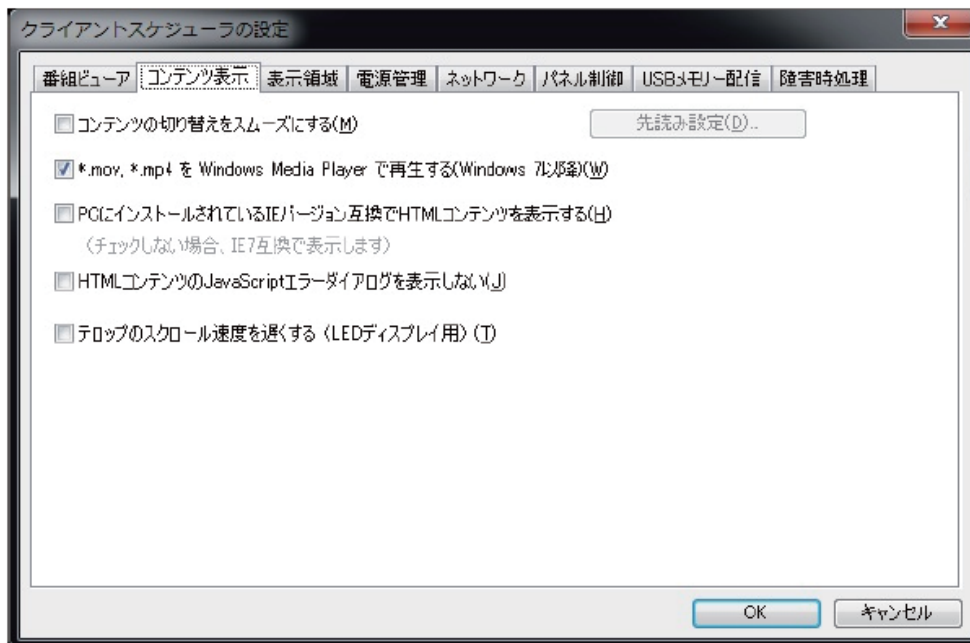 クライアントスケジューラの設定
番組ビューア コンテンツ表示 表示領域 電源管理 ネットワーク パネル制御 USBメモリー配信 障害時処理
コンテンツの切り替えをスムーズにする(M) 先読み設定(D)..
*.mov, *.mp4 を Windows Media Player で再生する(Windows 7以降)(W)
PCにインストールされているIEバージョン互換でHTMLコンテンツを表示する(H)
(チェックしない場合、IE7互換で表示します)
HTMLコンテンツのJavaScriptエラーダイアログを表示しない(J)
テロップのスクロール速度を遅くする (LEDディスプレイ用) (T)
OK キャンセル